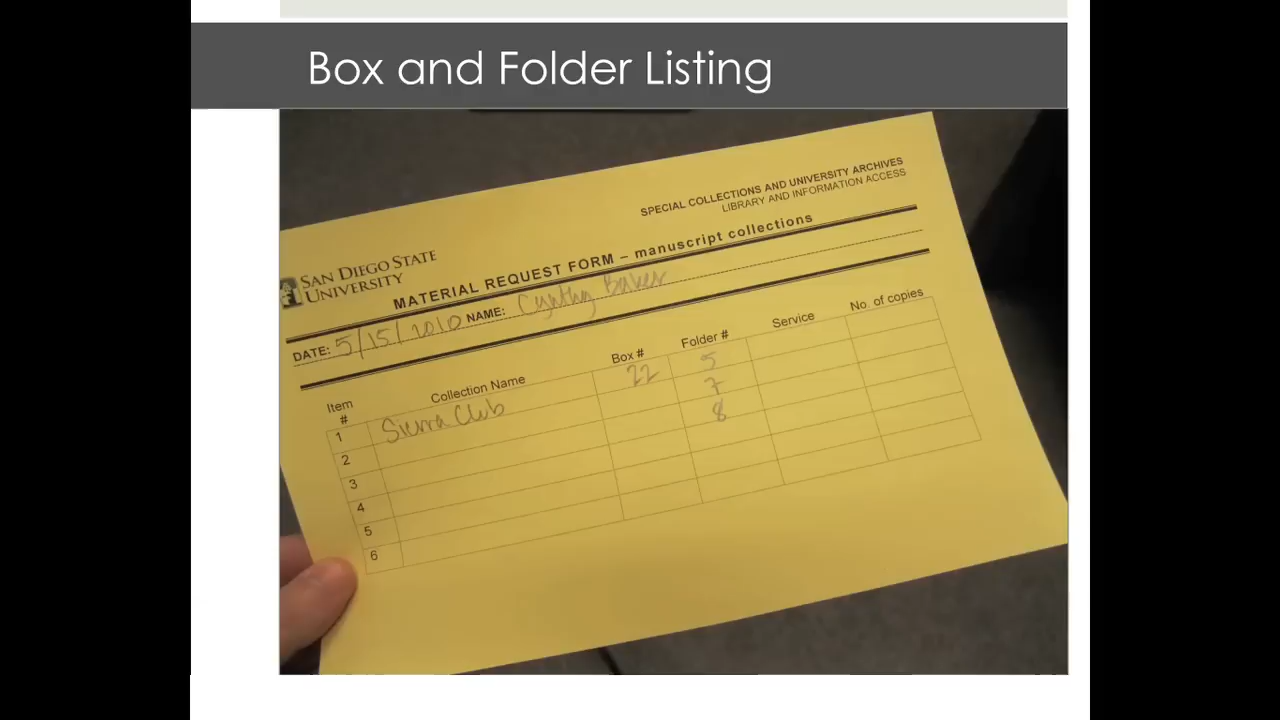 Box and Folder Listing
SPECIAL COLLECTIONS AND UNIVERSITY ARCHIVES
LIBRARY AND INFORMATION ACCESS
SAN DIEGO STATE
UNIVERSITY
MATERIAL REQUEST FORM – manuscript collections
DATE: 5/15/2010 NAME: Cynthy Baker
Item # Collection Name Box # Folder # Service No. of copies
1 Sierra Club 22 5
2 7
3 8
4
5
6